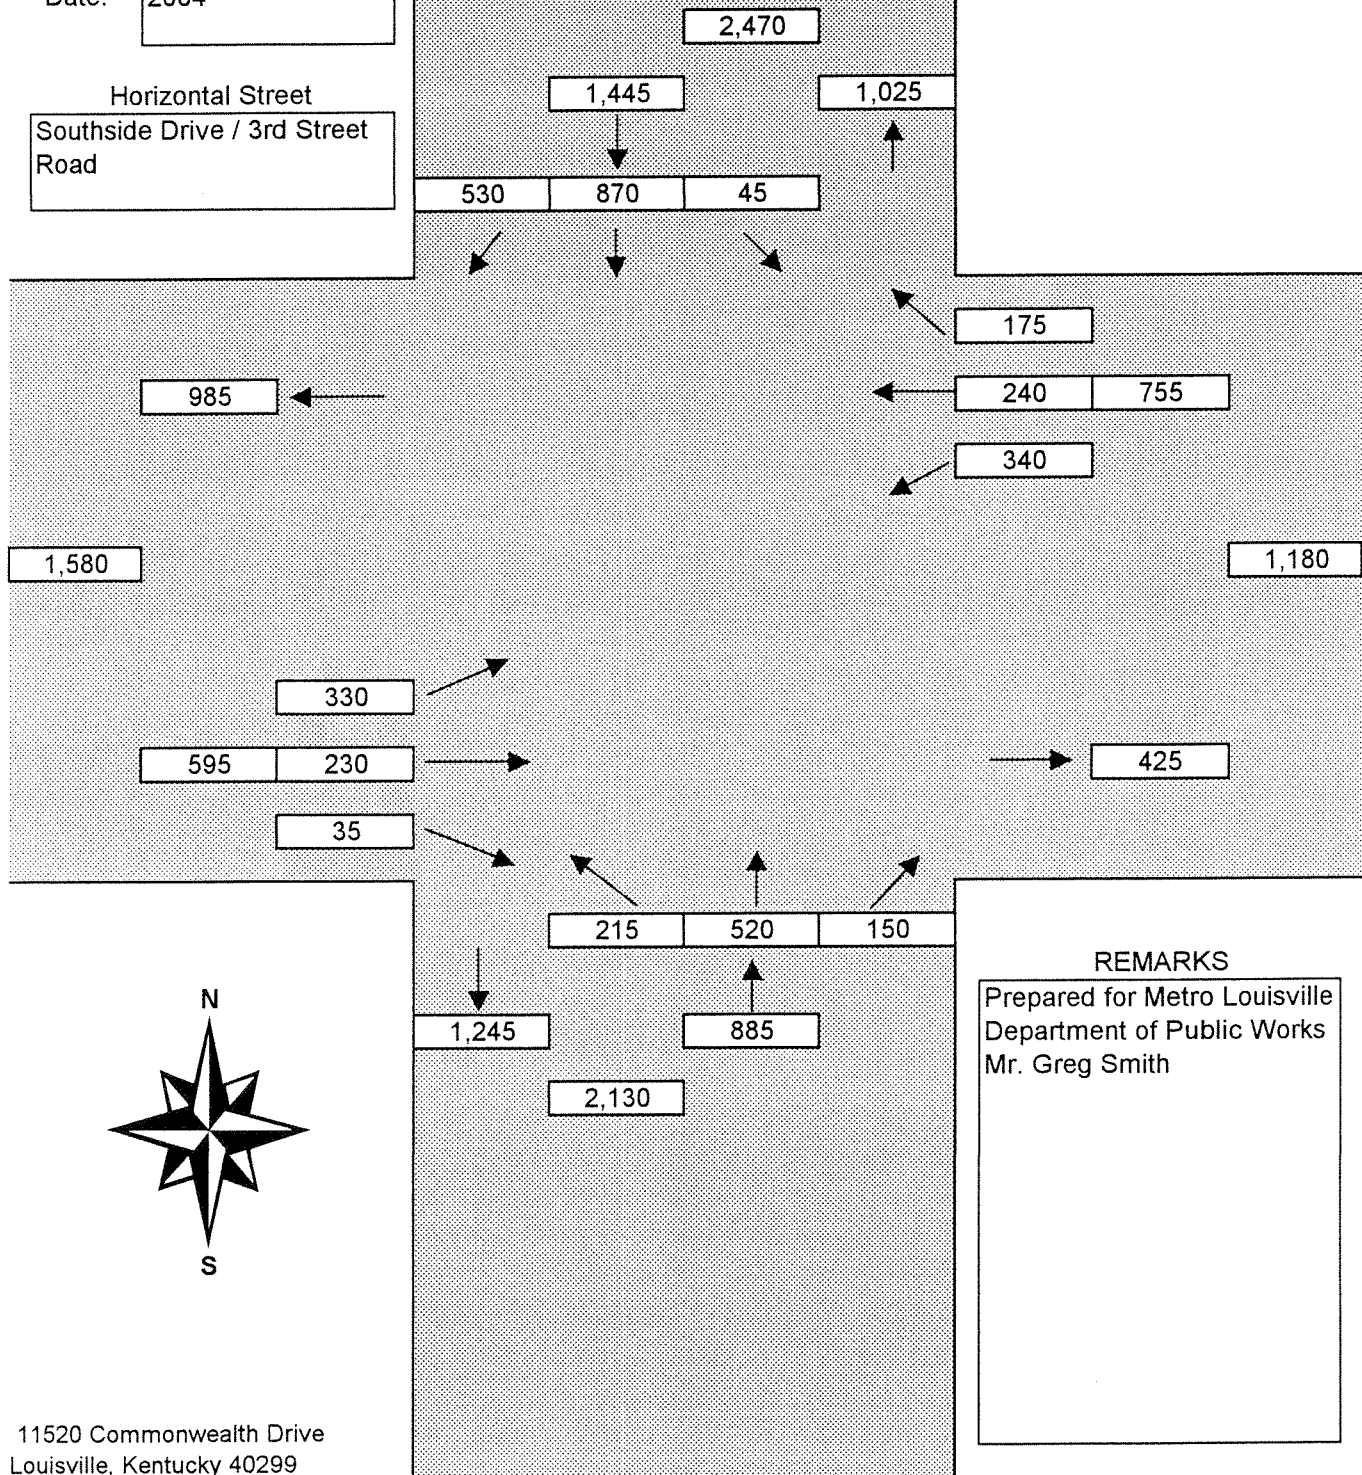 Date:
2,470
1,445
1,025
Horizontal Street
Southside Drive / 3rd Street
Road
530 870 45
175
985
240 755
340
1,580
1,180
330
595 230
425
35
215 520 150
REMARKS
Prepared for Metro Louisville
Department of Public Works
Mr. Greg Smith
N
1,245
885
2,130
S
11520 Commonwealth Drive
Louisville, Kentucky 40299